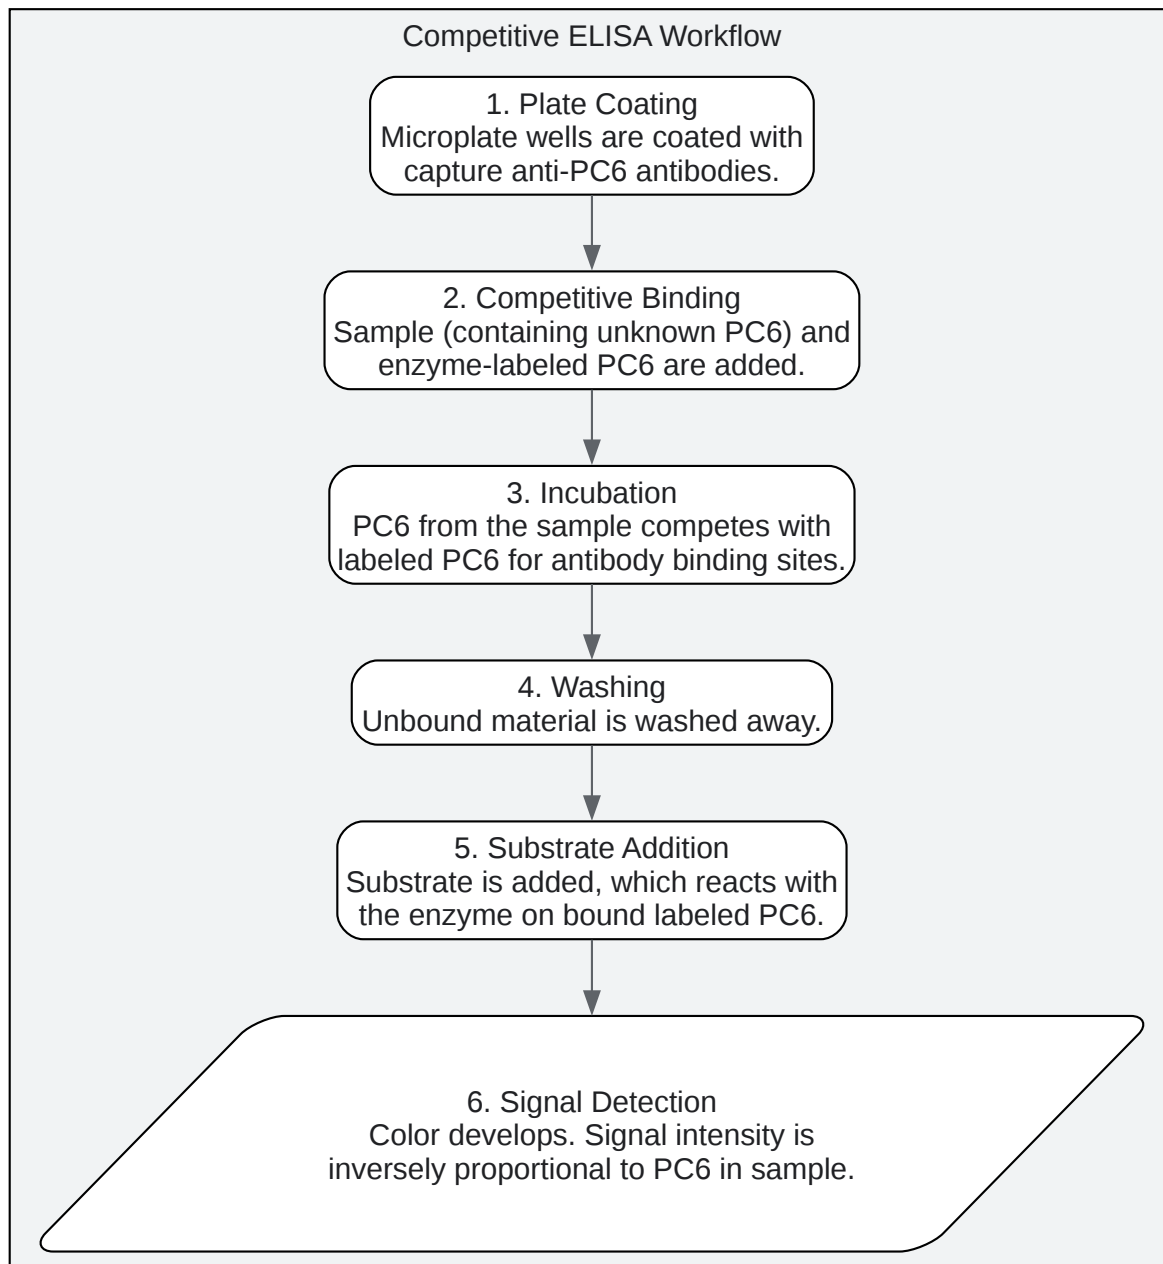 Competitive ELISA Workflow
1. Plate Coating
Microplate wells are coated with
capture anti-PC6 antibodies.
2. Competitive Binding
Sample (containing unknown PC6) and
enzyme-labeled PC6 are added.
3. Incubation
PC6 from the sample competes with
labeled PC6 for antibody binding sites.
4. Washing
Unbound material is washed away.
5. Substrate Addition
Substrate is added, which reacts with
the enzyme on bound labeled PC6.
6. Signal Detection
Color develops. Signal intensity is
inversely proportional to PC6 in sample.